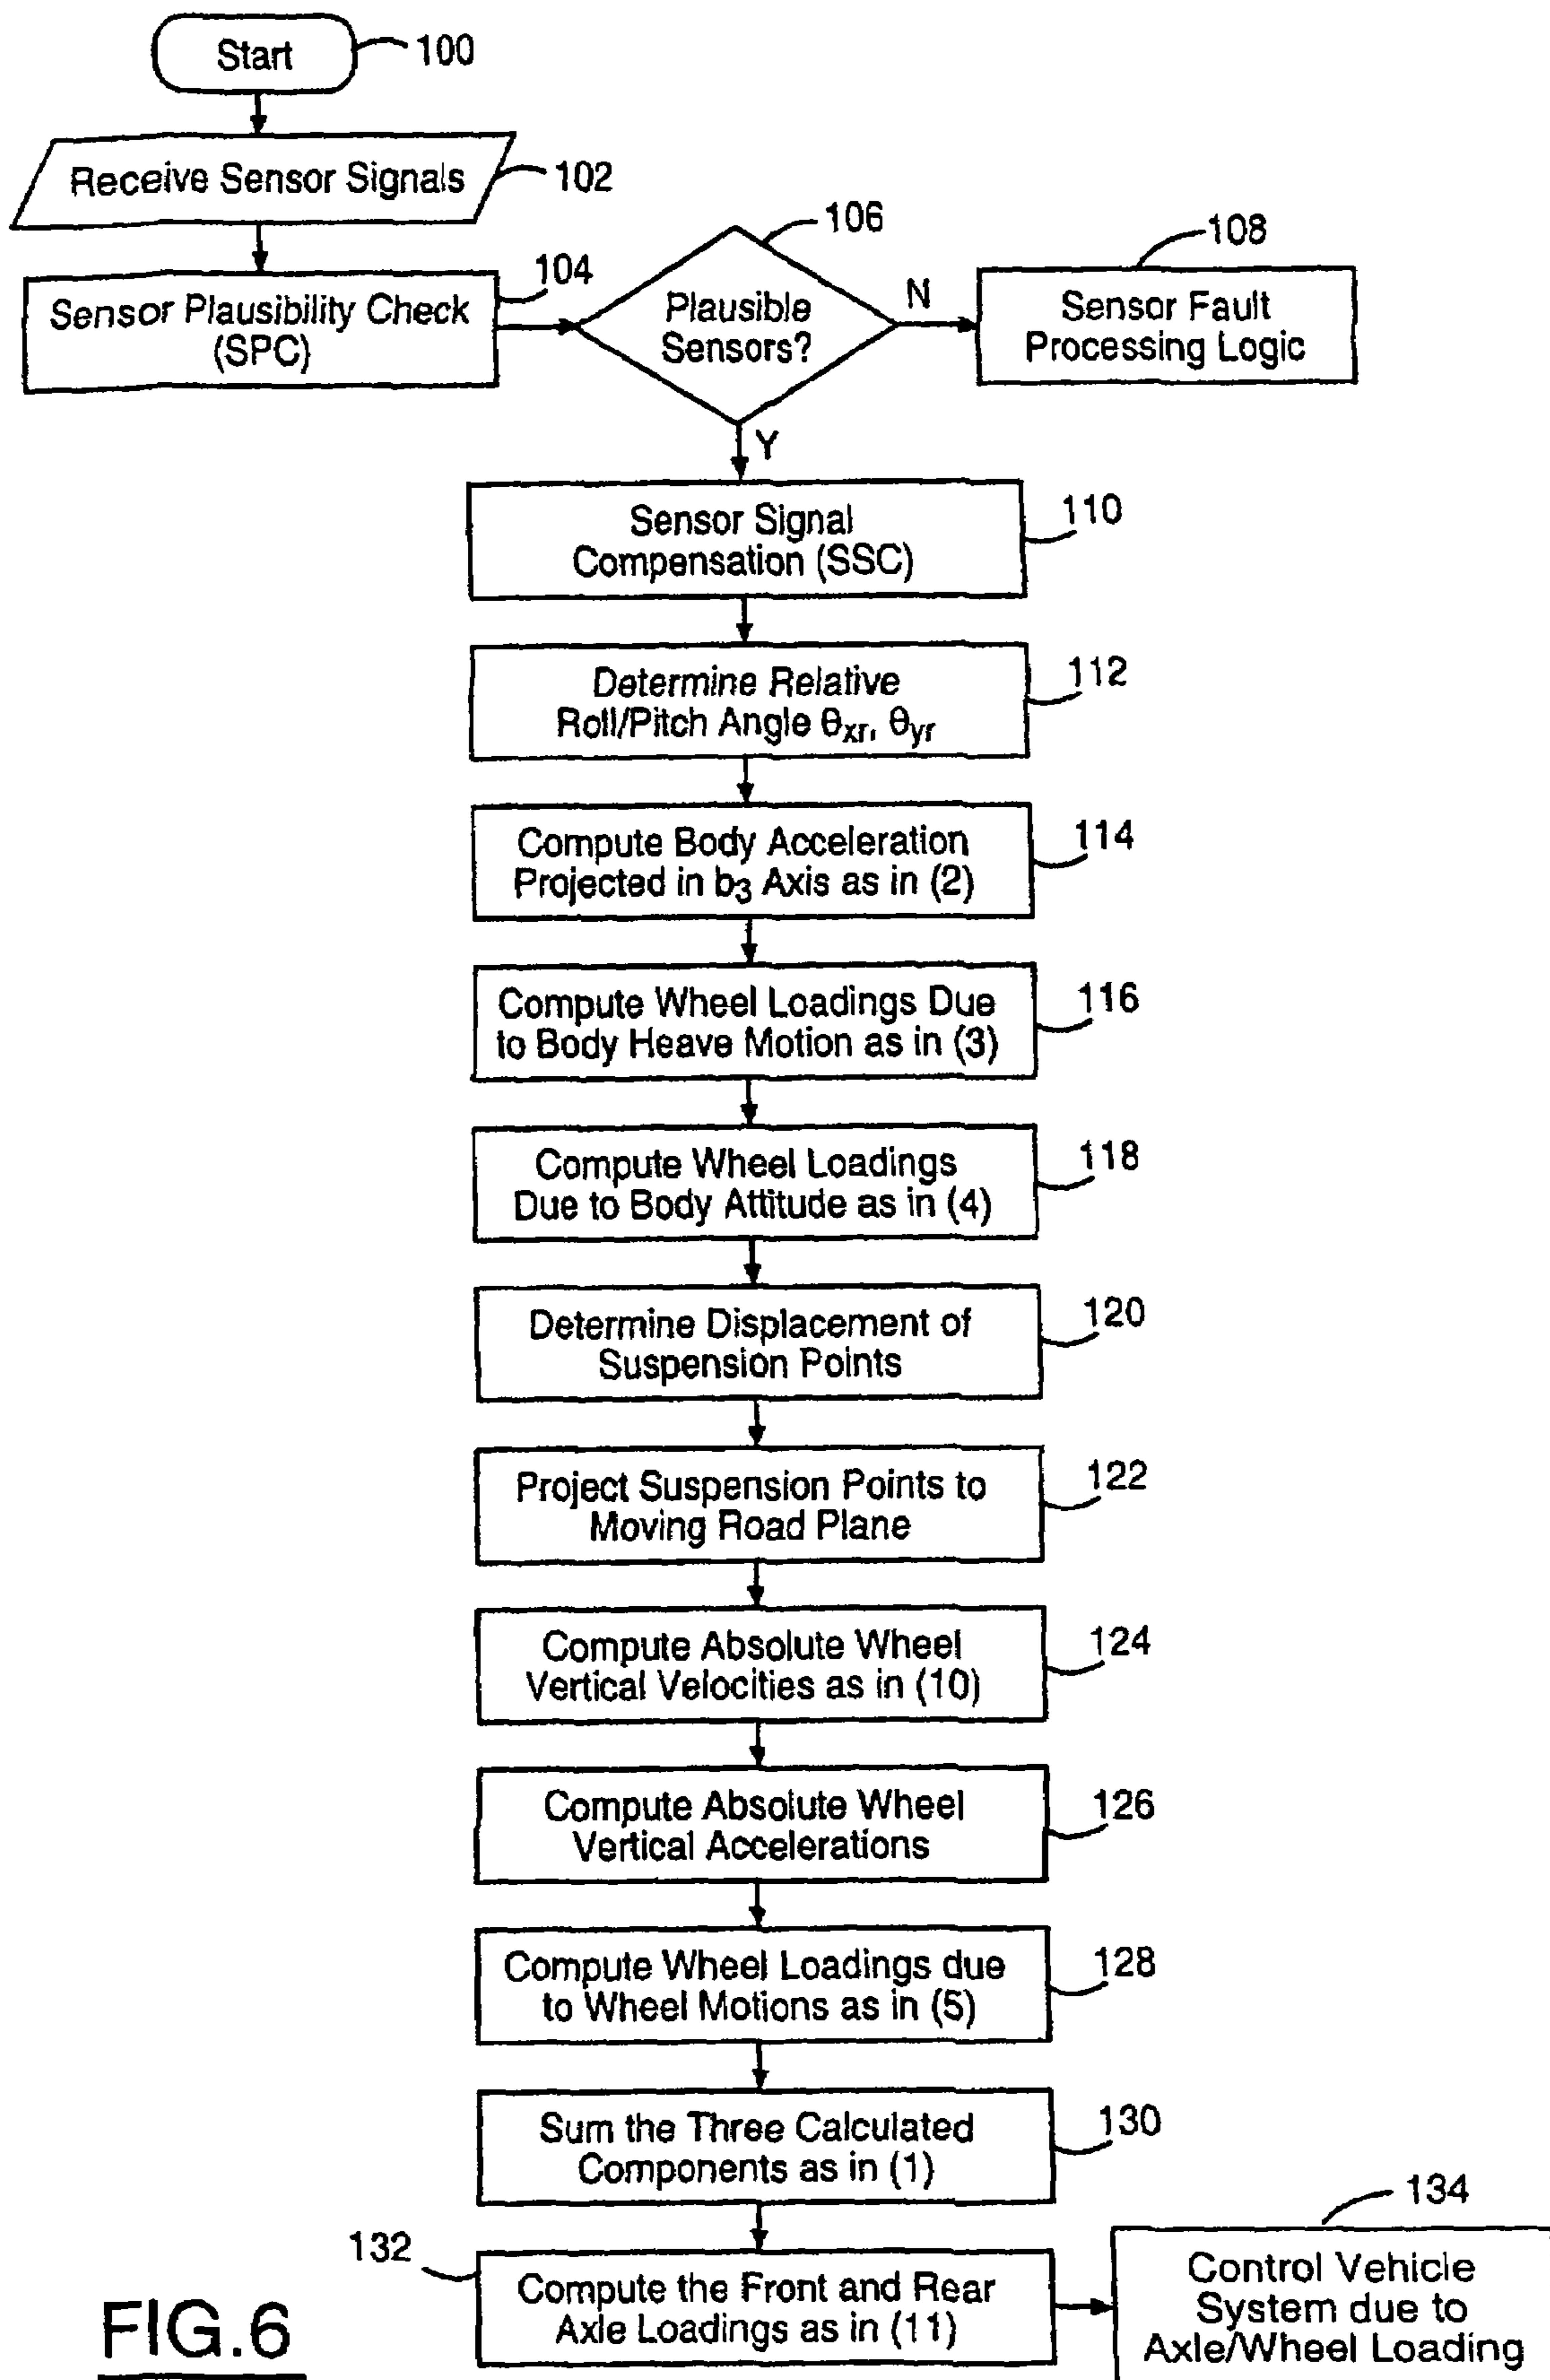 Start
100
Receive Sensor Signals
102
Sensor Plausibility Check
(SPC)
104
Plausible
Sensors?
106
N
Sensor Fault
Processing Logic
108
Y
Sensor Signal
Compensation (SSC)
110
Determine Relative
Roll/Pitch Angle θxr, θyr
112
Compute Body Acceleration
Projected in b3 Axis as in (2)
114
Compute Wheel Loadings Due
to Body Heave Motion as in (3)
116
Compute Wheel Loadings
Due to Body Attitude as in (4)
118
Determine Displacement of
Suspension Points
120
Project Suspension Points to
Moving Road Plane
122
Compute Absolute Wheel
Vertical Velocities as in (10)
124
Compute Absolute Wheel
Vertical Accelerations
126
Compute Wheel Loadings due
to Wheel Motions as in (5)
128
Sum the Three Calculated
Components as in (1)
130
132
Compute the Front and Rear
Axle Loadings as in (11)
134
Control Vehicle
System due to
Axle/Wheel Loading
FIG.6